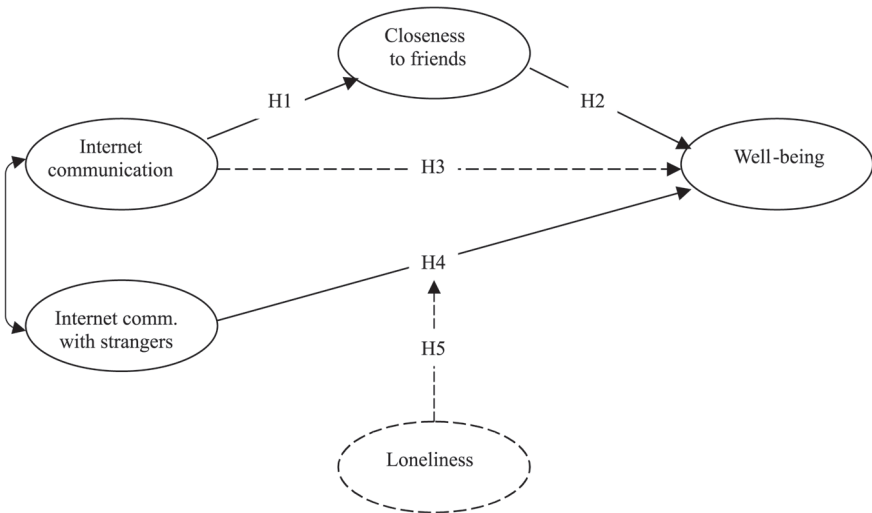 Closeness
to friends
H1
H2
Internet
communication
H3
Well-being
H4
Internet comm.
with strangers
H5
Loneliness